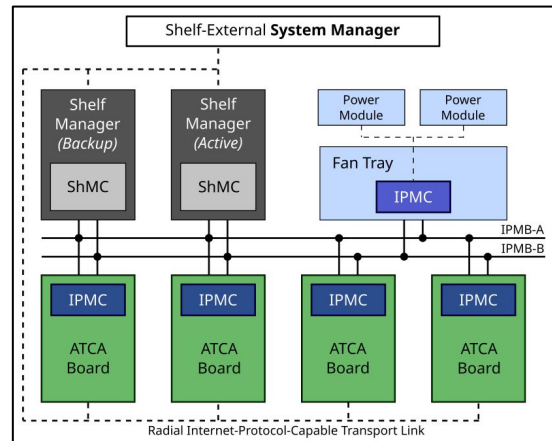 Shelf-External System Manager
Shelf
Manager
(Backup)
ShMC
Shelf
Manager
(Active)
ShMC
Power
Module
Power
Module
Fan Tray
IPMC
IPMB-A
IPMB-B
IPMC
ATCA
Board
IPMC
ATCA
Board
IPMC
ATCA
Board
IPMC
ATCA
Board
Radial Internet-Protocol-Capable Transport Link